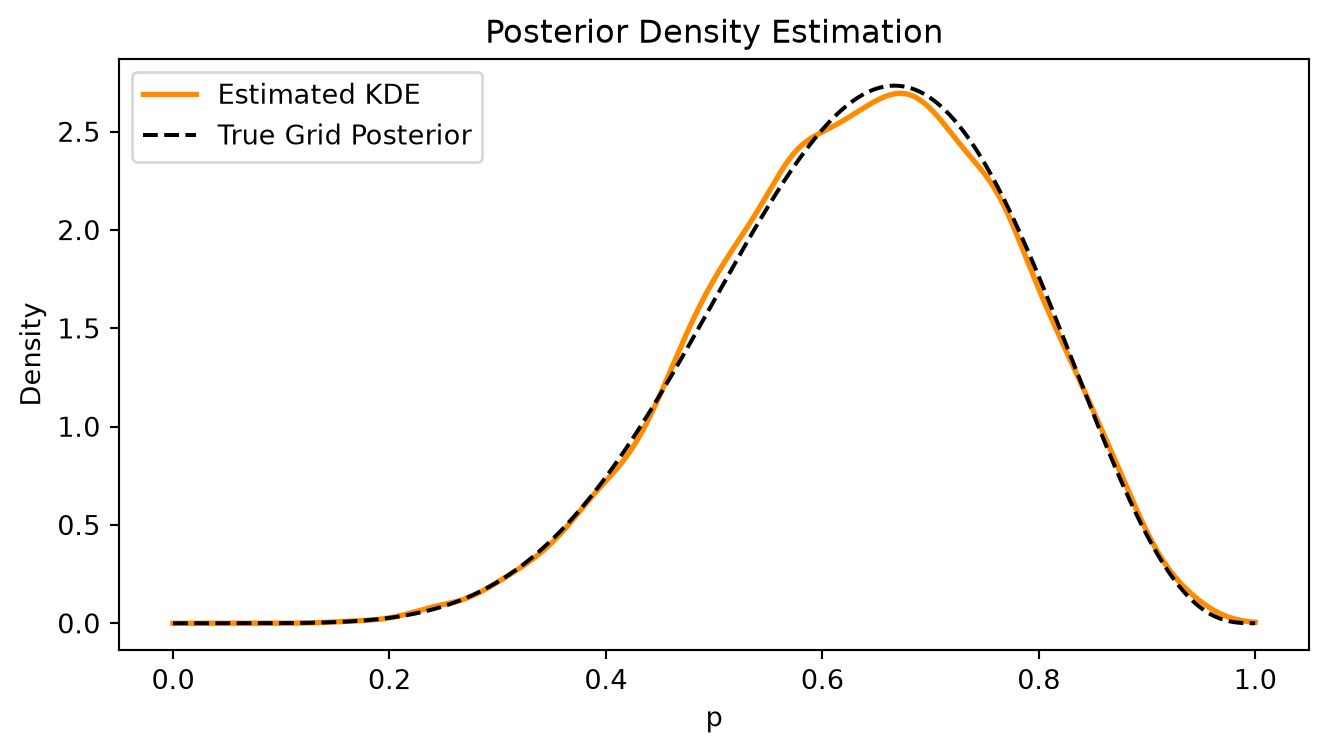 Posterior Density Estimation
Estimated KDE
True Grid Posterior
Density
2.5
2.0
1.5
1.0
0.5
0.0
0.0 0.2 0.4 0.6 0.8 1.0
p